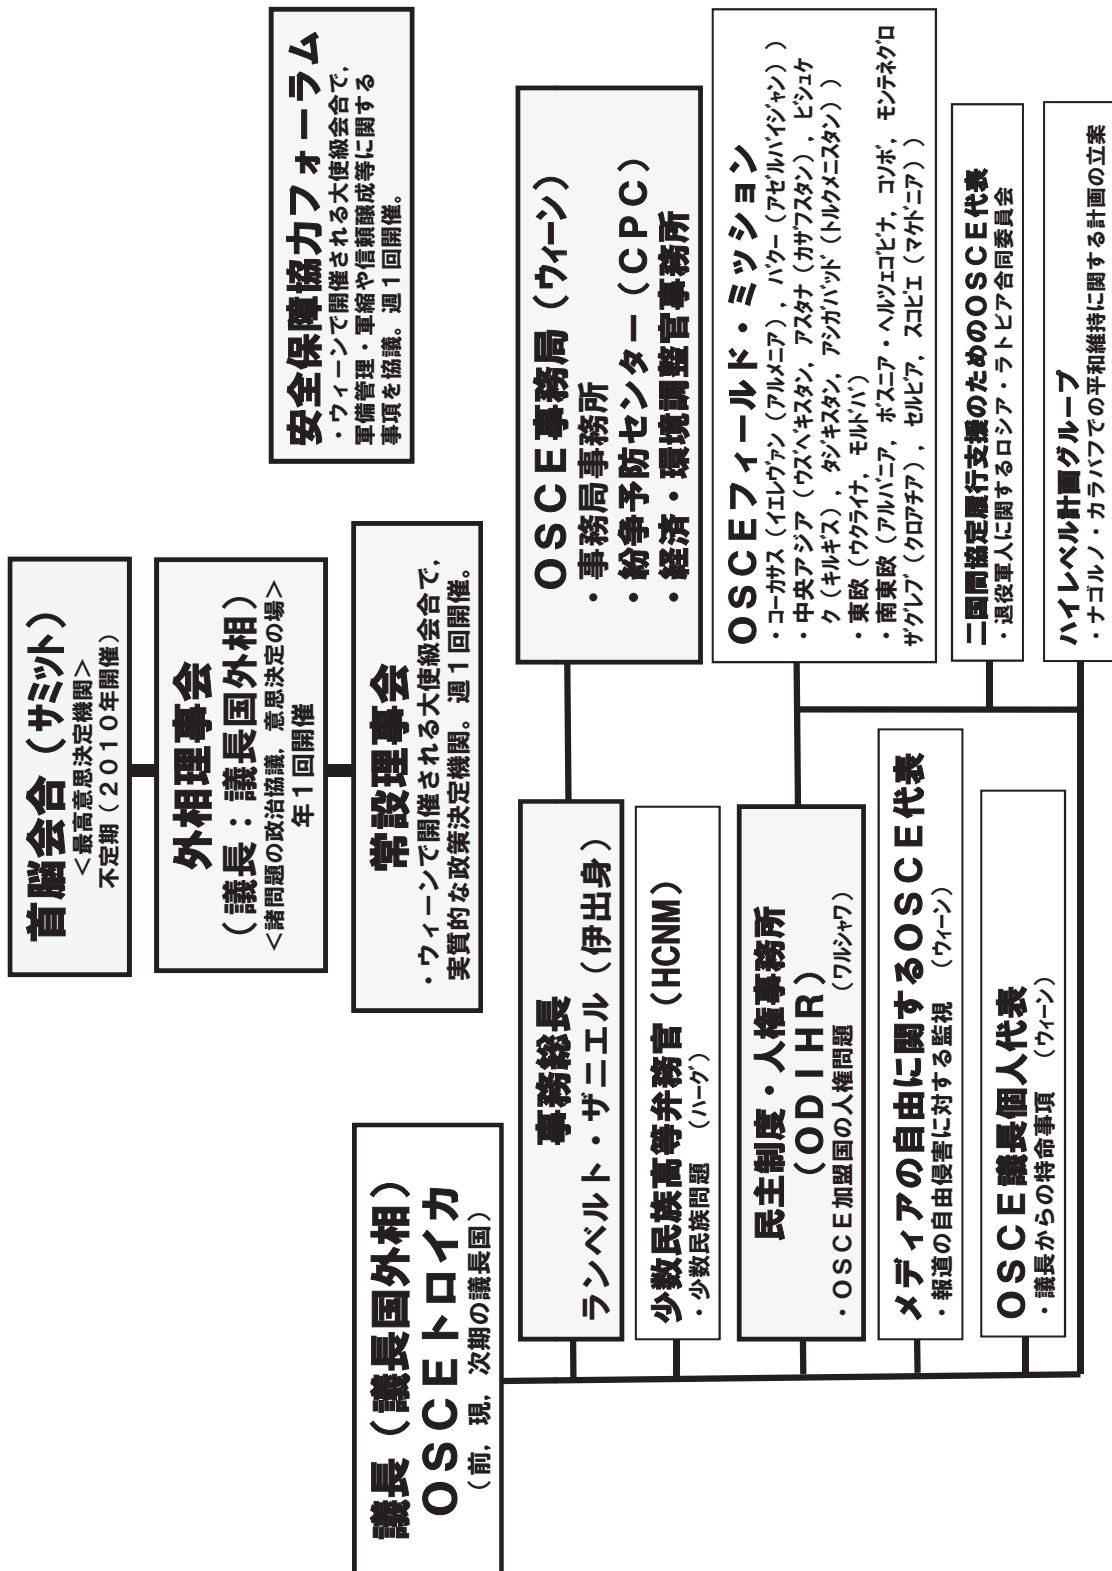 首脳会合（サミット）
＜最高意思決定機関＞
不定期（２０１０年開催）
外相理事会
（議長：議長国外相）
＜諸問題の政治協議，意思決定の場＞
年１回開催
常設理事会
・ウィーンで開催される大使級会合で，
実質的な政策決定機関。週１回開催。
安全保障協力フォーラム
・ウィーンで開催される大使級会合で，
軍備管理・軍縮や信頼醸成等に関する
事項を協議。週１回開催。
議長（議長国外相）
ＯＳＣＥトロイカ
（前，現，次期の議長国）
事務総長
ランベルト・ザニエル（伊出身）
ＯＳＣＥ事務局（ウィーン）
・事務局事務所
・紛争予防センター（ＣＰＣ）
・経済・環境調整官事務所
少数民族高等弁務官（HCNM）
・少数民族問題　（ハーグ）
民主制度・人権事務所
（ＯＤＩＨＲ）
・ＯＳＣＥ加盟国の人権問題　（ワルシャワ）
ＯＳＣＥフィールド・ミッション
・コーカサス（イエレヴァン（アルメニア），バクー（アゼルバイジャン））
・中央アジア（ウズベキスタン，アスタナ（カザフスタン），ビシュケ
ク（キルギス），タジキスタン，アシガバッド（トルクメニスタン））
・東欧（ウクライナ，モルドバ）
・南東欧（アルバニア，ボスニア・ヘルツェゴビナ，コソボ，モンテネグロ
ザグレブ（クロアチア），セルビア，スコピエ（マケドニア））
メディアの自由に関するＯＳＣＥ代表
・報道の自由侵害に対する監視　（ウィーン）
二国間協定履行支援のためのＯＳＣＥ代表
・退役軍人に関するロシア・ラトビア合同委員会
ＯＳＣＥ議長個人代表
・議長からの特命事項　（ウィーン）
ハイレベル計画グループ
・ナゴルノ・カラバフでの平和維持に関する計画の立案